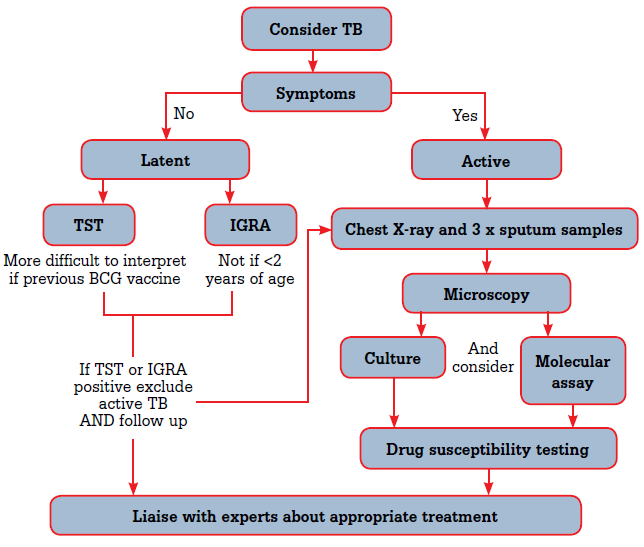 Consider TB
Symptoms
No
Yes
Latent
Active
TST
IGRA
Chest X-ray and 3 x sputum samples
More difficult to interpret
if previous BCG vaccine
Not if <2
years of age
Microscopy
Culture
And
consider
Molecular
assay
If TST or IGRA
positive exclude
active TB
AND follow up
Drug susceptibility testing
Liaise with experts about appropriate treatment